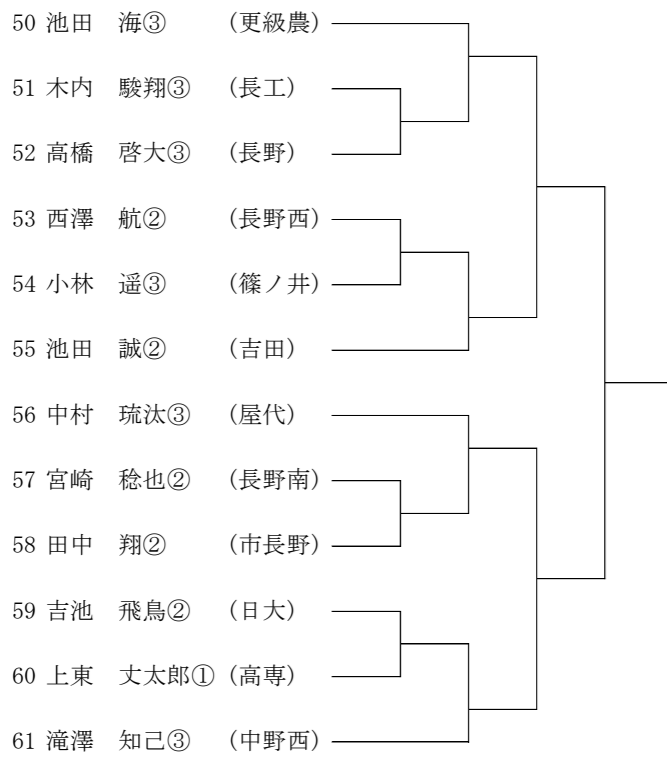 50 池田 海③ (更級農)
51 木内 駿翔③ (長工)
52 高橋 啓大③ (長野)
53 西澤 航② (長野西)
54 小林 遥③ (篠ノ井)
55 池田 誠② (吉田)
56 中村 琉汰③ (屋代)
57 宮崎 稔也② (長野南)
58 田中 翔② (市長野)
59 吉池 飛鳥② (日大)
60 上東 丈太郎① (高専)
61 滝澤 知己③ (中野西)